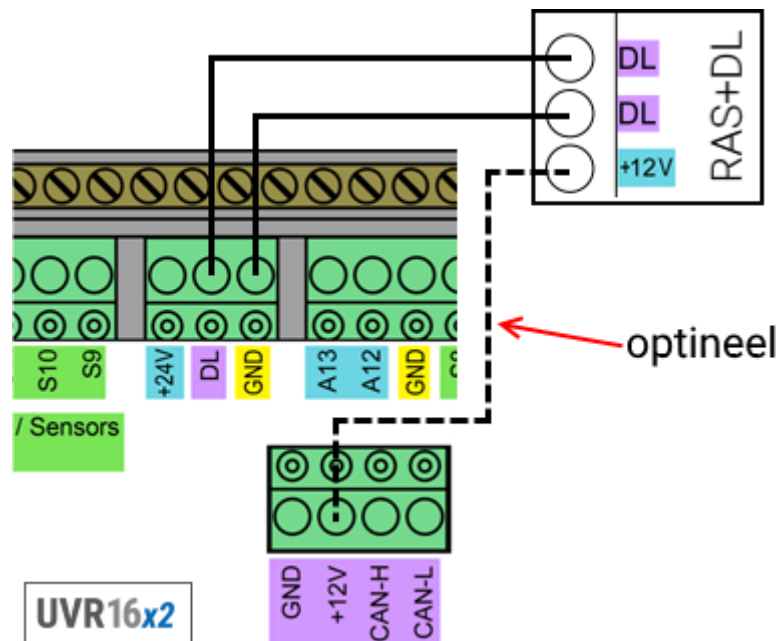 DL
DL
+12V
RAS+DL
optineel
S10
S9
+24V
DL
GND
A13
A12
GND
/ Sensors
GND
+12V
CAN-H
CAN-L
UVR16x2